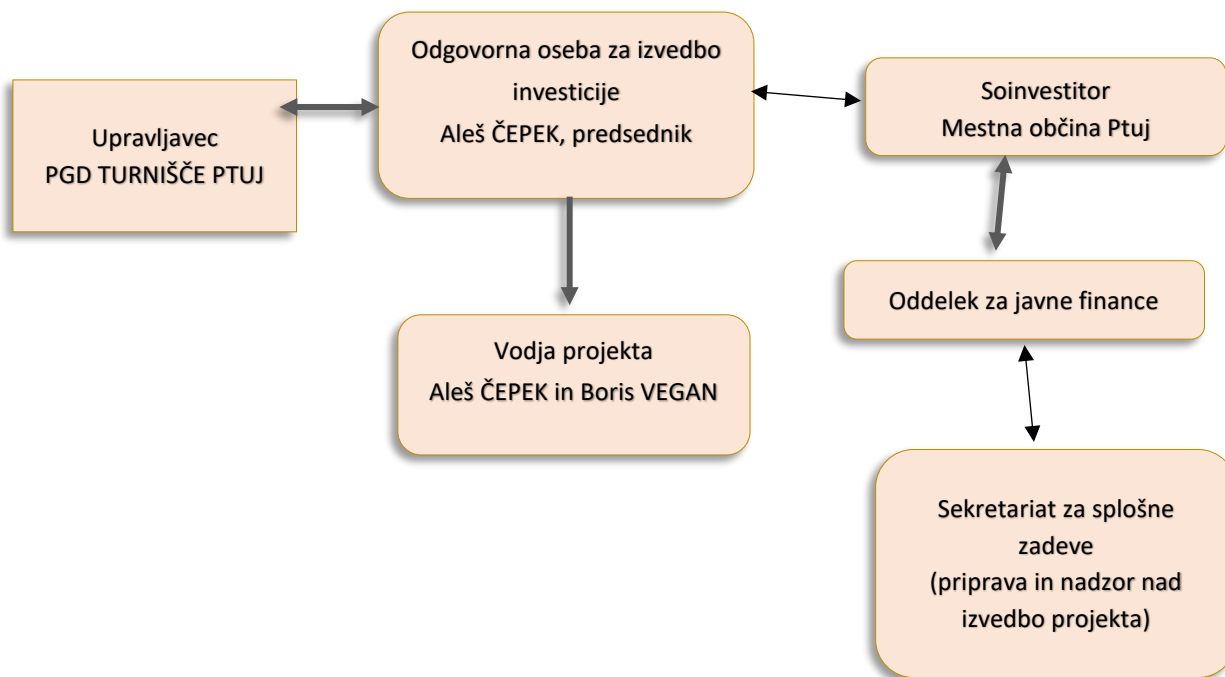 Odgovorna oseba za izvedbo
investicije
Aleš ČEPEK, predsednik
Upravljavec
PGD TURNIŠČE PTUJ
Soinvestitor
Mestna občina Ptuj
Oddelek za javne finance
Vodja projekta
Aleš ČEPEK in Boris VEGAN
Sekretariat za splošne
zadeve
(priprava in nadzor nad
izvedbo projekta)